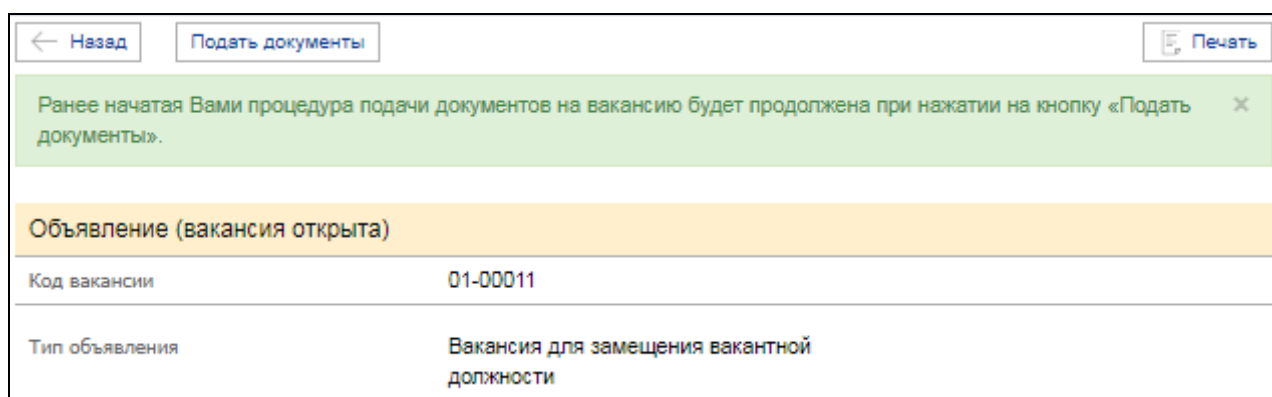 Назад Подать документы Печать
Ранее начатая Вами процедура подачи документов на вакансию будет продолжена при нажатии на кнопку «Подать
документы».
Объявление (вакансия открыта)
Код вакансии 01-00011
Тип объявления Вакансия для замещения вакантной
должности